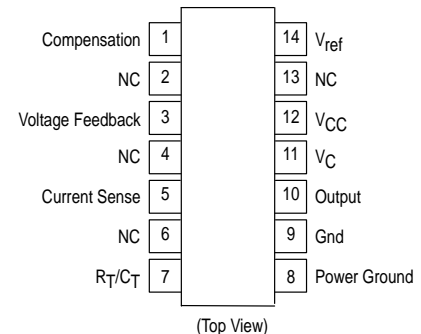 Compensation 1 14 Vref
NC 2 13 NC
Voltage Feedback 3 12 VCC
NC 4 11 VC
Current Sense 5 10 Output
NC 6 9 Gnd
RT/CT 7 8 Power Ground
(Top View)